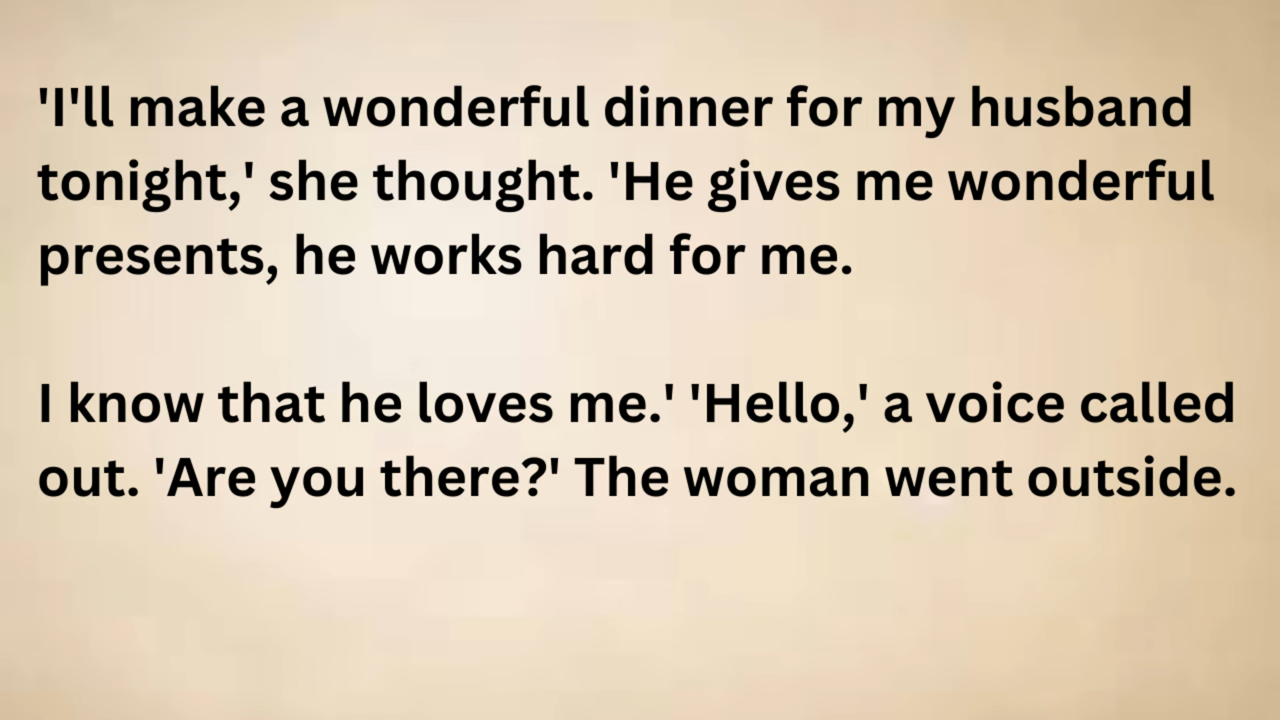 'I'll make a wonderful dinner for my husband
tonight,' she thought. 'He gives me wonderful
presents, he works hard for me.
I know that he loves me.' 'Hello,' a voice called
out. 'Are you there?' The woman went outside.